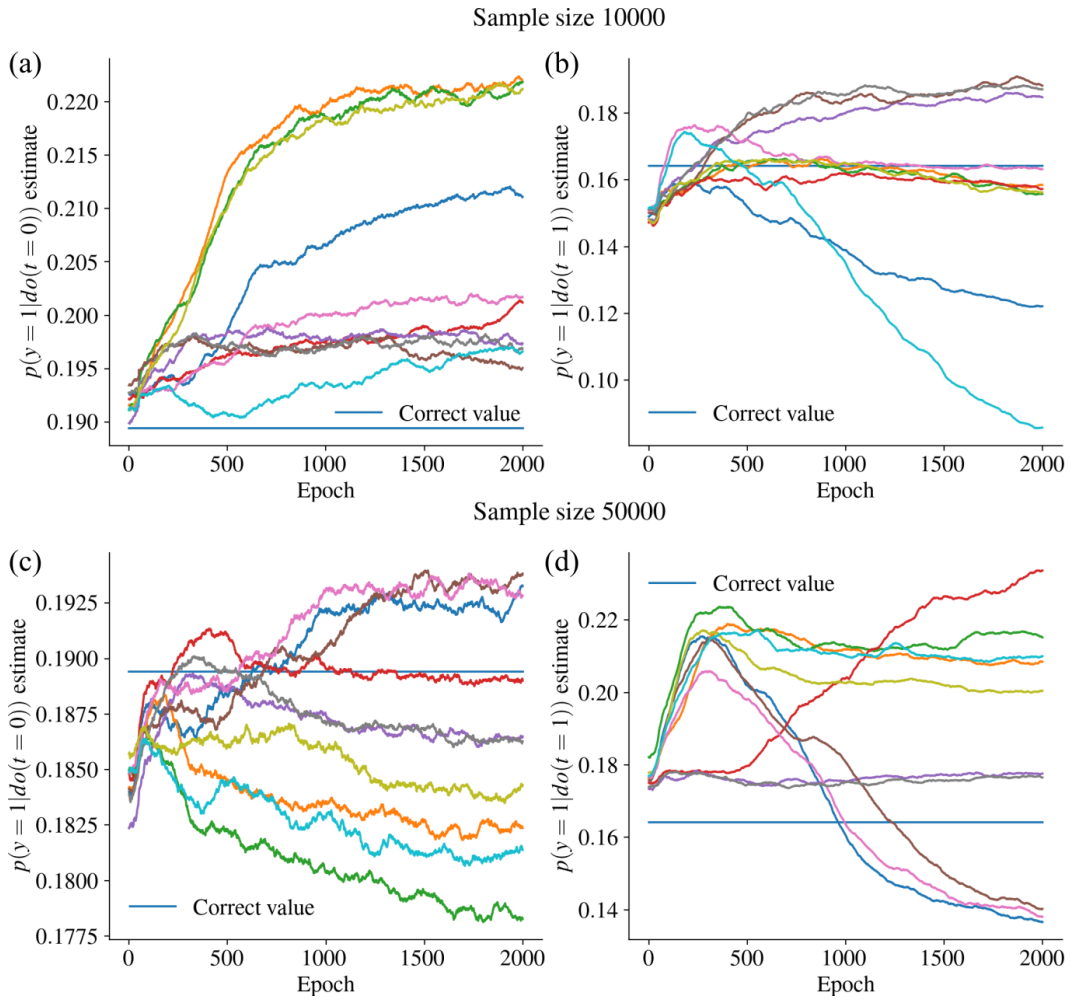 Sample size 10000
(a)
(b)
p(y = 1|do(t = 0)) estimate
0.220
0.215
0.210
0.205
0.200
0.195
0.190
Correct value
0
500
1000
1500
2000
Epoch
p(y = 1|do(t = 1)) estimate
0.18
0.16
0.14
0.12
0.10
Correct value
0
500
1000
1500
2000
Epoch
Sample size 50000
(c)
(d)
p(y = 1|do(t = 0)) estimate
0.1925
0.1900
0.1875
0.1850
0.1825
0.1800
0.1775
Correct value
0
500
1000
1500
2000
Epoch
p(y = 1|do(t = 1)) estimate
Correct value
0.22
0.20
0.18
0.16
0.14
0
500
1000
1500
2000
Epoch